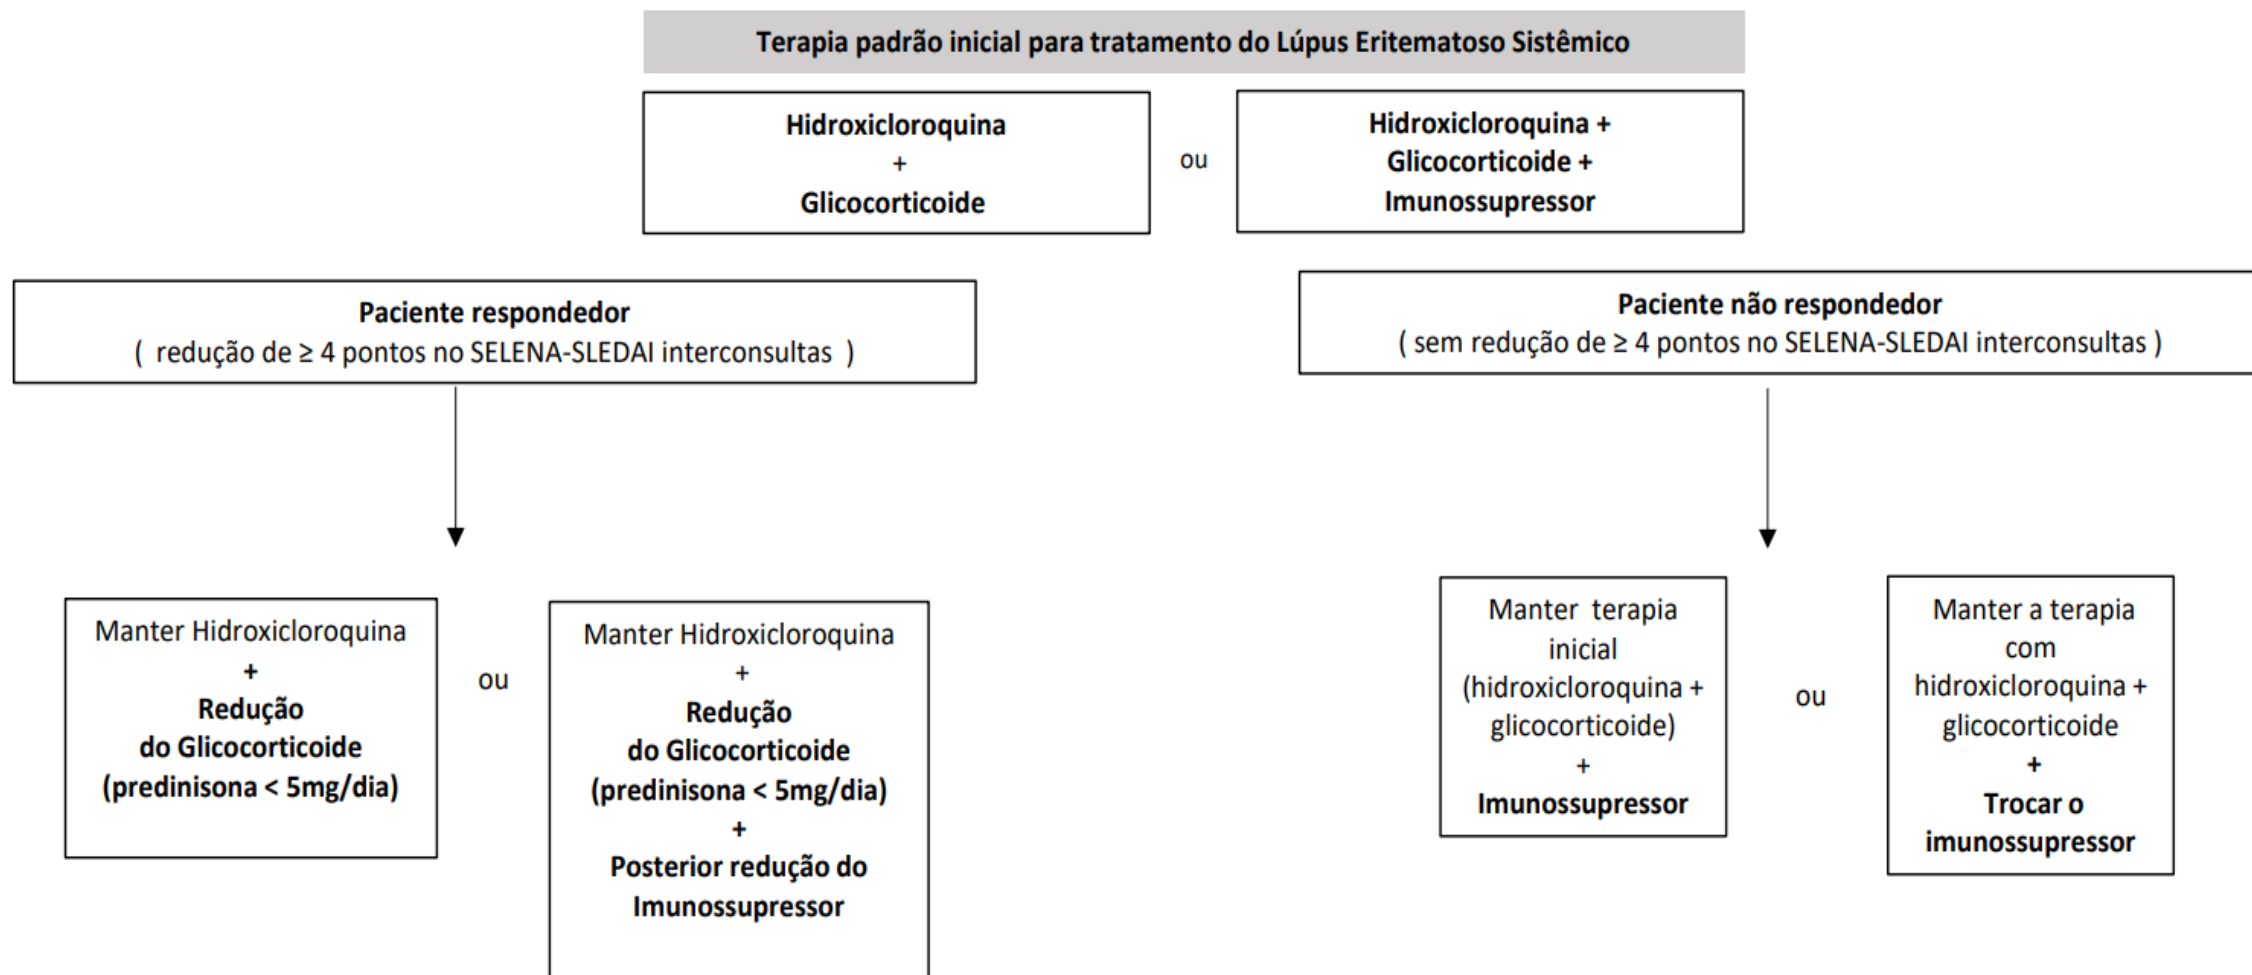 Terapia padrão inicial para tratamento do Lúpus Eritematoso Sistêmico
Hidroxicloroquina
+
Glicocorticoide
ou
Hidroxicloroquina +
Glicocorticoide +
Imunossupressor
Paciente respondedor
( redução de ≥ 4 pontos no SELENA-SLEDAI interconsultas )
Paciente não respondedor
( sem redução de ≥ 4 pontos no SELENA-SLEDAI interconsultas )
Manter Hidroxicloroquina
+
Redução
do Glicocorticoide
(predinisona < 5mg/dia)
ou
Manter Hidroxicloroquina
+
Redução
do Glicocorticoide
(predinisona < 5mg/dia)
+
Posterior redução do
Imunossupressor
Manter terapia
inicial
(hidroxicloroquina +
glicocorticoide)
+
Imunossupressor
ou
Manter a terapia
com
hidroxicloroquina +
glicocorticoide
+
Trocar o
imunossupressor